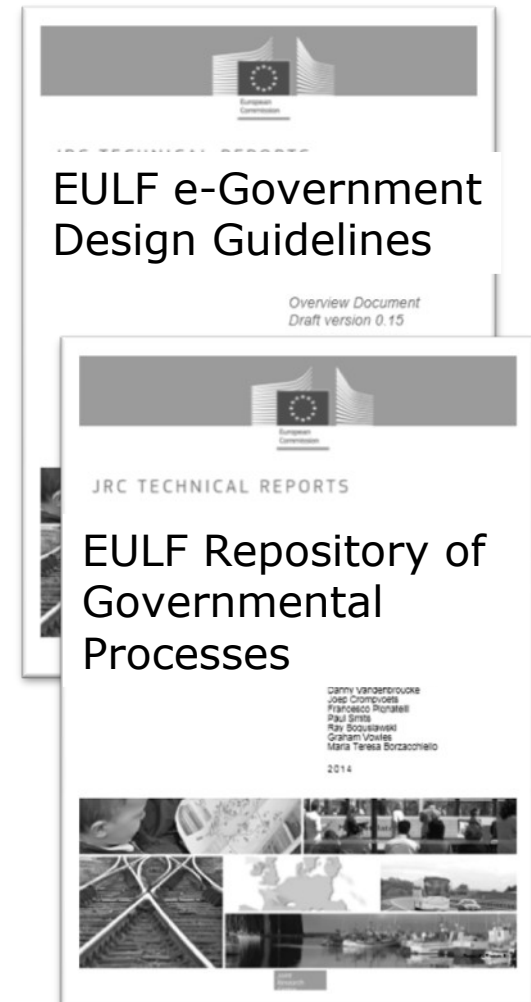 European
Commission
JRC TECHNICAL REPORTS
EULF e-Government
Design Guidelines
Overview Document
Draft version 0.15
European
Commission
JRC TECHNICAL REPORTS
EULF Repository of
Governmental
Processes
Danny Vandenbroucke
Joep Crompvoets
Francesco Pignatelli
Paul Smits
Ray Boguslawski
Graham Vowles
Maria Teresa Borzacchiello
2014
Joint
Research